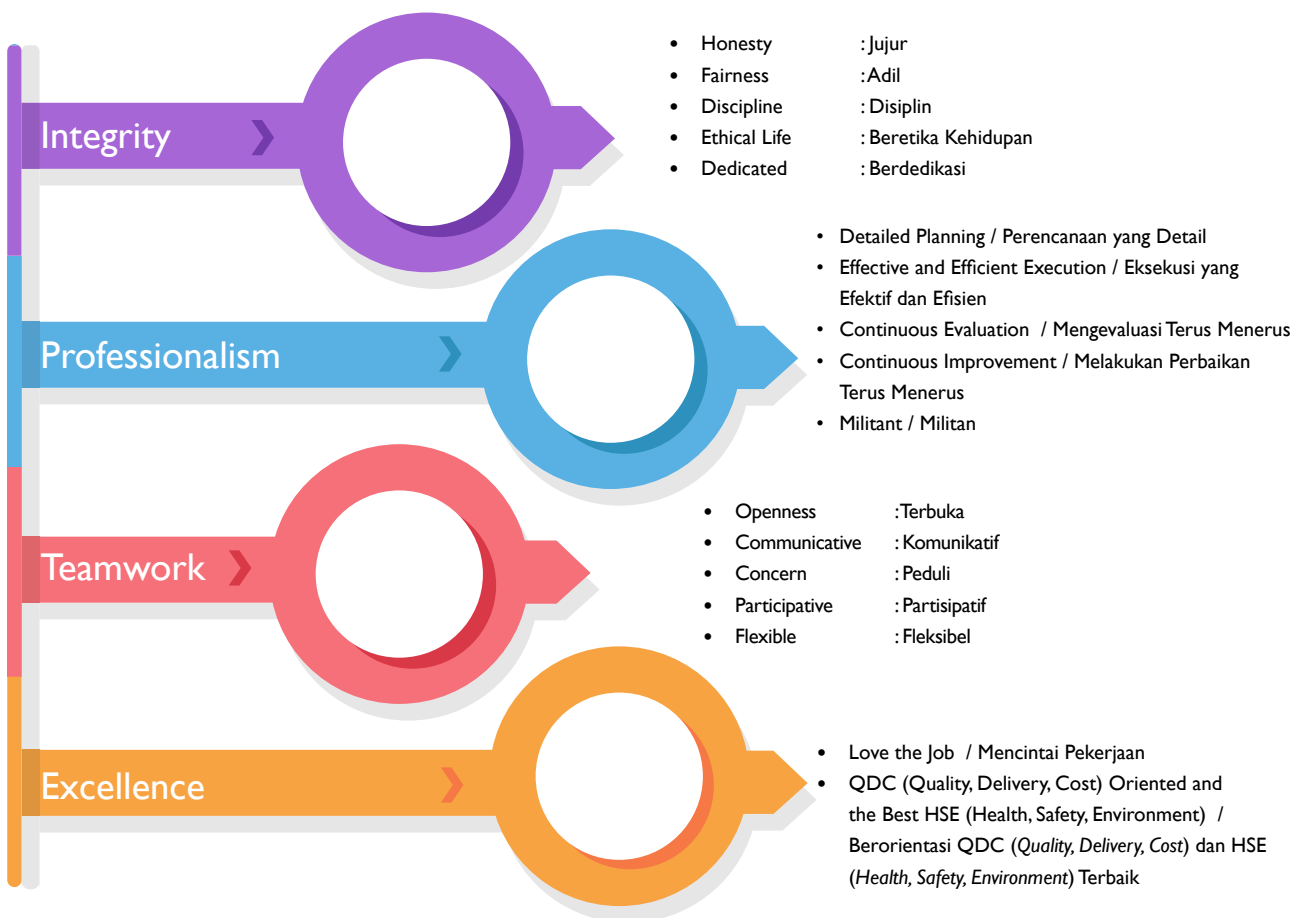 Integrity
• Honesty : Jujur
• Fairness : Adil
• Discipline : Disiplin
• Ethical Life : Beretika Kehidupan
• Dedicated : Berdedikasi
Professionalism
• Detailed Planning / Perencanaan yang Detail
• Effective and Efficient Execution / Eksekusi yang
Efektif dan Efisien
• Continuous Evaluation / Mengevaluasi Terus Menerus
• Continuous Improvement / Melakukan Perbaikan
Terus Menerus
• Militant / Militan
Teamwork
• Openness : Terbuka
• Communicative : Komunikatif
• Concern : Peduli
• Participative : Partisipatif
• Flexible : Fleksibel
Excellence
• Love the Job / Mencintai Pekerjaan
• QDC (Quality, Delivery, Cost) Oriented and
the Best HSE (Health, Safety, Environment) /
Berorientasi QDC (Quality, Delivery, Cost) dan HSE
(Health, Safety, Environment) Terbaik